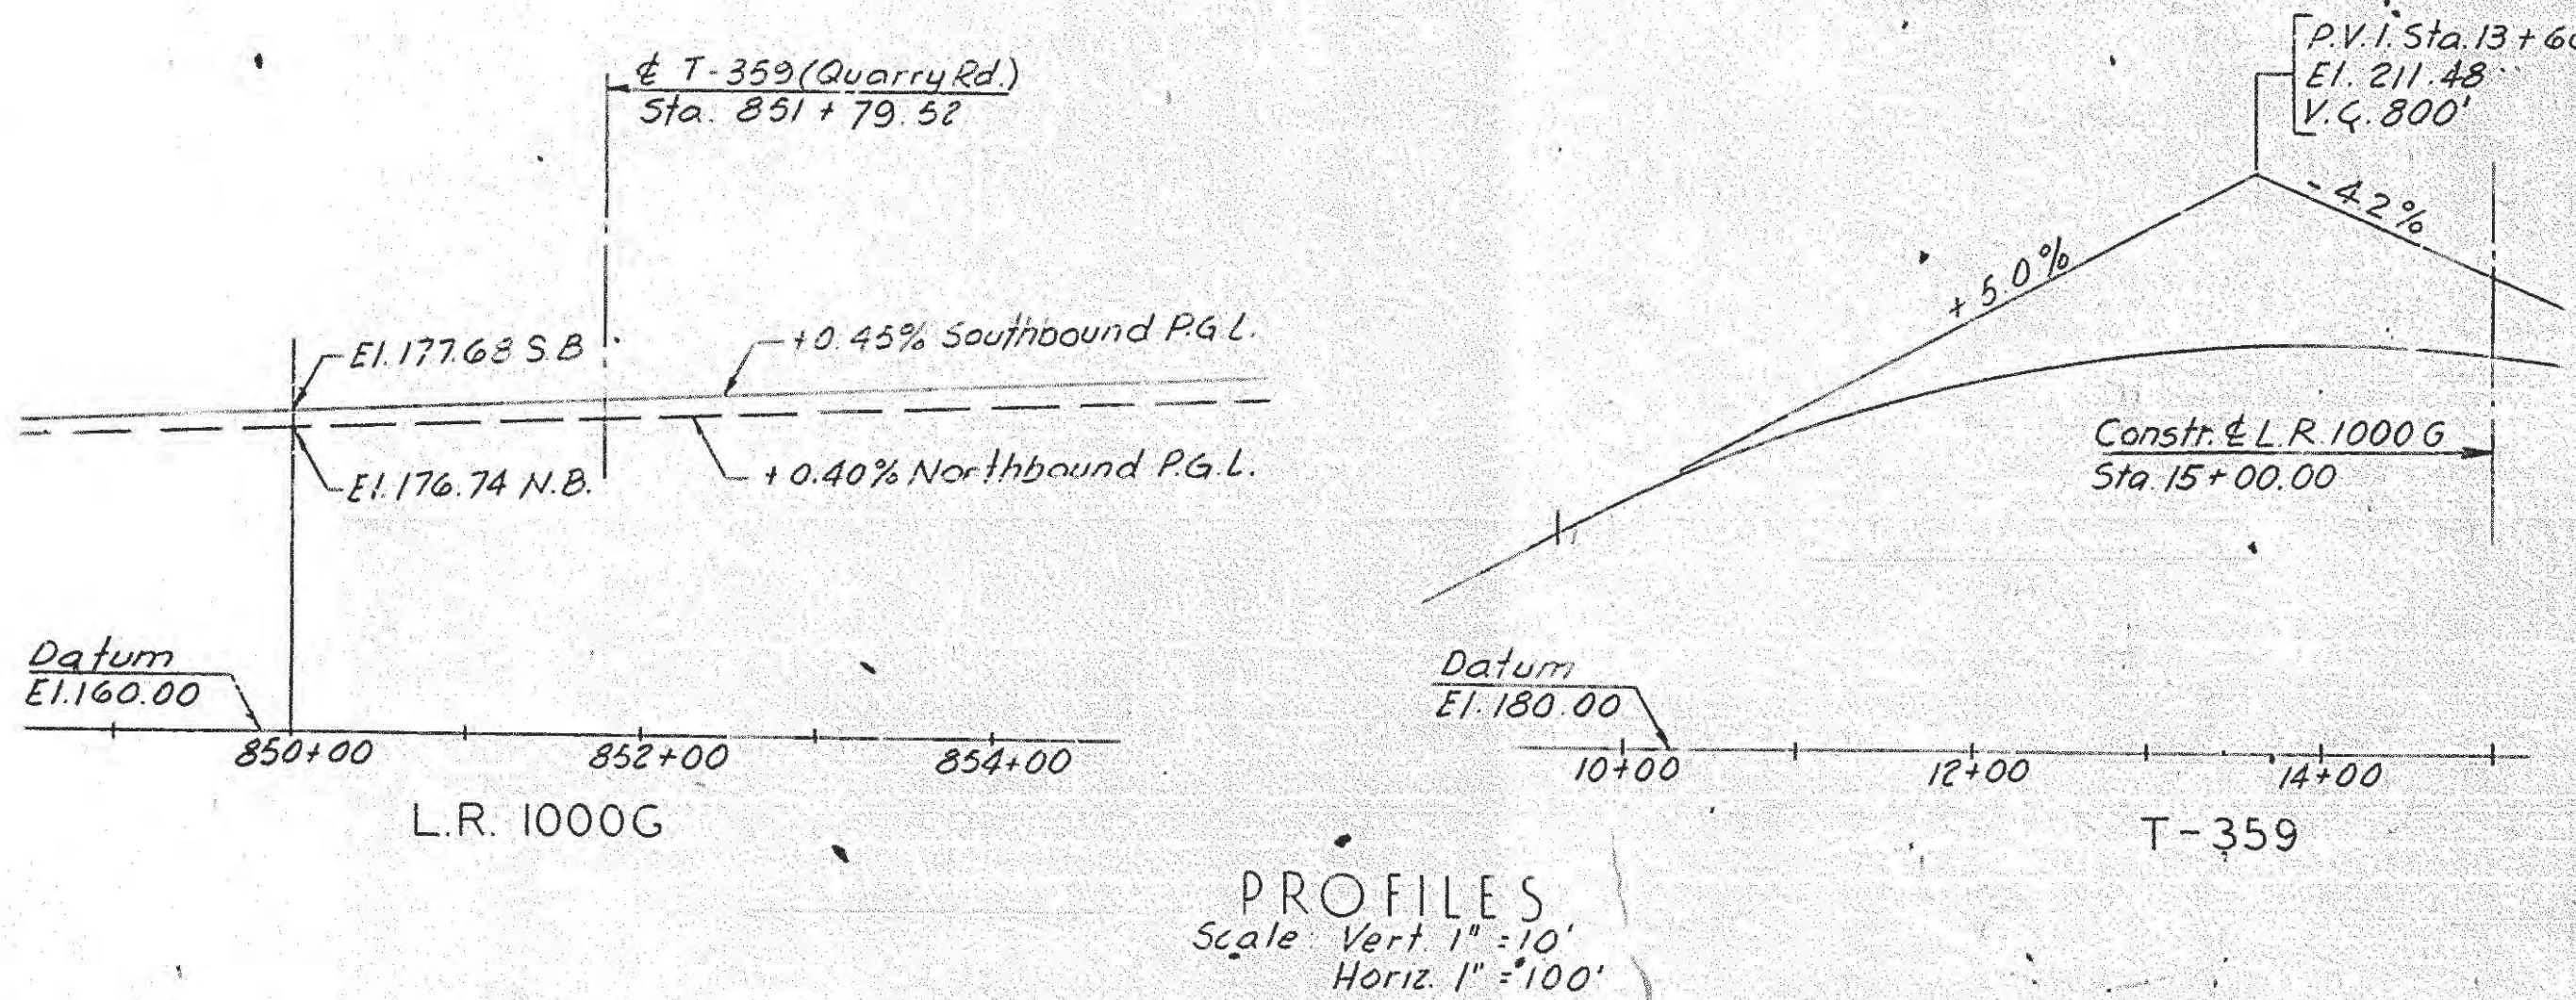 ℄ T-359 (Quarry Rd.)
Sta. 851 + 79.52
El. 177.68 S.B.
+0.45% Southbound P.G.L.
El. 176.74 N.B.
+0.40% Northbound P.G.L.
Datum
El. 160.00
850+00
852+00
854+00
L.R. 1000G
P.V.I. Sta. 13 + 60
El. 211.48
V.C. 800'
+5.0%
-4.2%
Constr. ℄ L.R. 1000G
Sta. 15+00.00
Datum
El. 180.00
10+00
12+00
14+00
T-359
PROFILES
Scale: Vert. 1" = 10'
Horiz. 1" = 100'